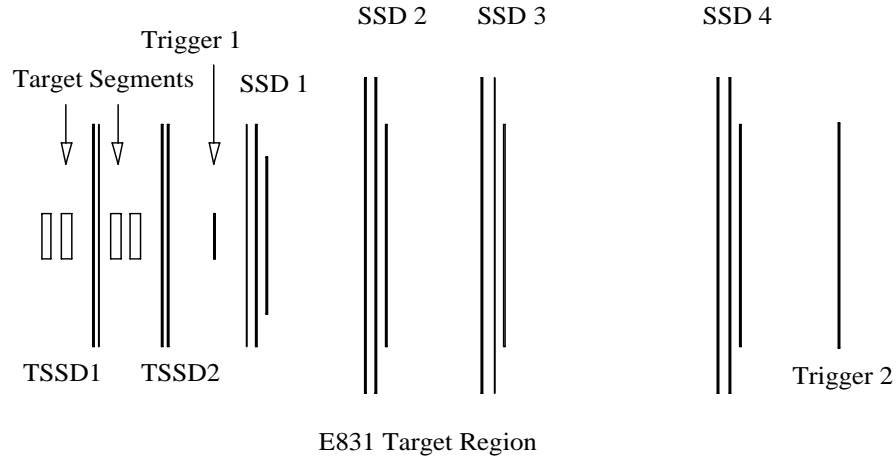 SSD 2
SSD 3
SSD 4
Trigger 1
Target Segments
SSD 1
TSSD1
TSSD2
Trigger 2
E831 Target Region